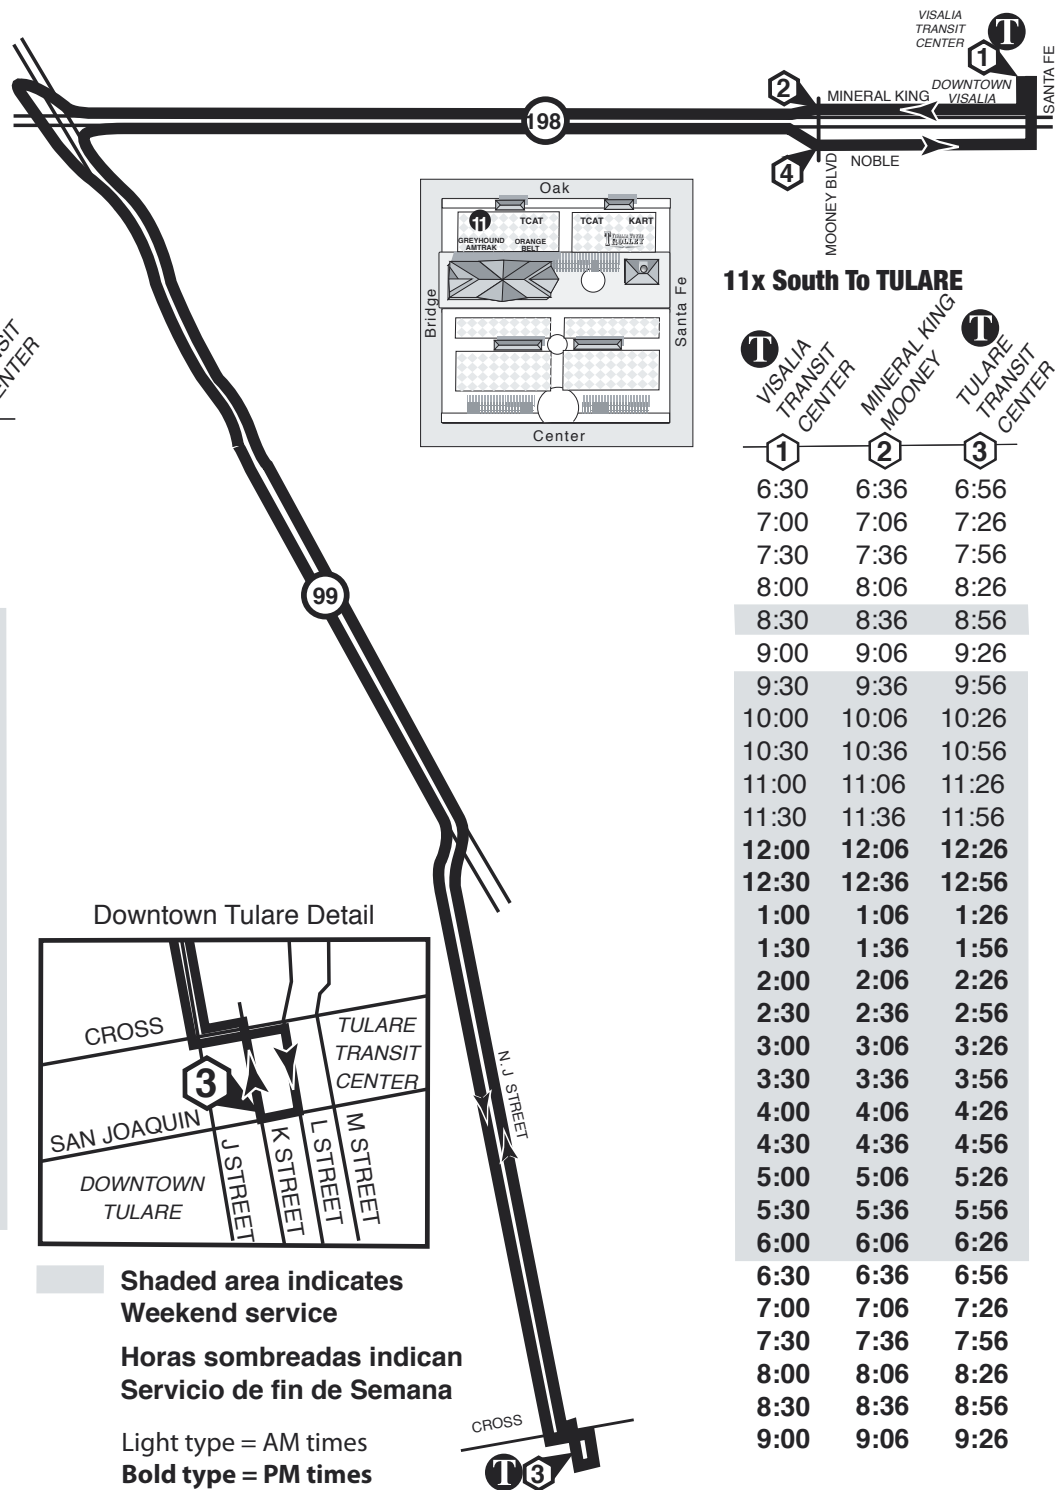 VISALIA
TRANSIT
CENTER
T
1
SANTA FE
2
MINERAL KING
DOWNTOWN
VISALIA
198
4
NOBLE
MOONEY BLVD
Oak
11
TCAT
TCAT
KART
GREYHOUND
AMTRAK
ORANGE
BELT
TROLLEY
Bridge
Santa Fe
Center
99
11x South To TULARE
T VISALIA TRANSIT CENTER
MINERAL KING MOONEY
T TULARE TRANSIT CENTER
1 2 3
6:30 6:36 6:56
7:00 7:06 7:26
7:30 7:36 7:56
8:00 8:06 8:26
8:30 8:36 8:56
9:00 9:06 9:26
9:30 9:36 9:56
10:00 10:06 10:26
10:30 10:36 10:56
11:00 11:06 11:26
11:30 11:36 11:56
12:00 12:06 12:26
12:30 12:36 12:56
1:00 1:06 1:26
1:30 1:36 1:56
2:00 2:06 2:26
2:30 2:36 2:56
3:00 3:06 3:26
3:30 3:36 3:56
4:00 4:06 4:26
4:30 4:36 4:56
5:00 5:06 5:26
5:30 5:36 5:56
6:00 6:06 6:26
6:30 6:36 6:56
7:00 7:06 7:26
7:30 7:36 7:56
8:00 8:06 8:26
8:30 8:36 8:56
9:00 9:06 9:26
Downtown Tulare Detail
CROSS
TULARE
TRANSIT
CENTER
3
SAN JOAQUIN
J STREET
K STREET
L STREET
M STREET
DOWNTOWN
TULARE
N. J STREET
Shaded area indicates
Weekend service
Horas sombreadas indican
Servicio de fin de Semana
Light type = AM times
Bold type = PM times
CROSS
T 3